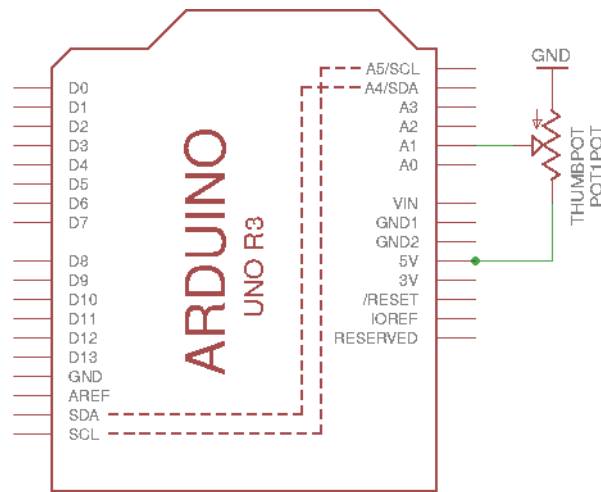 D0
D1
D2
D3
D4
D5
D6
D7
D8
D9
D10
D11
D12
D13
GND
AREF
SDA
SCL
ARDUINO
UNO R3
A5/SCL
A4/SDA
A3
A2
A1
A0
VIN
GND1
GND2
5V
3V
/RESET
IOREF
RESERVED
GND
THUMBPOT
POT1POT